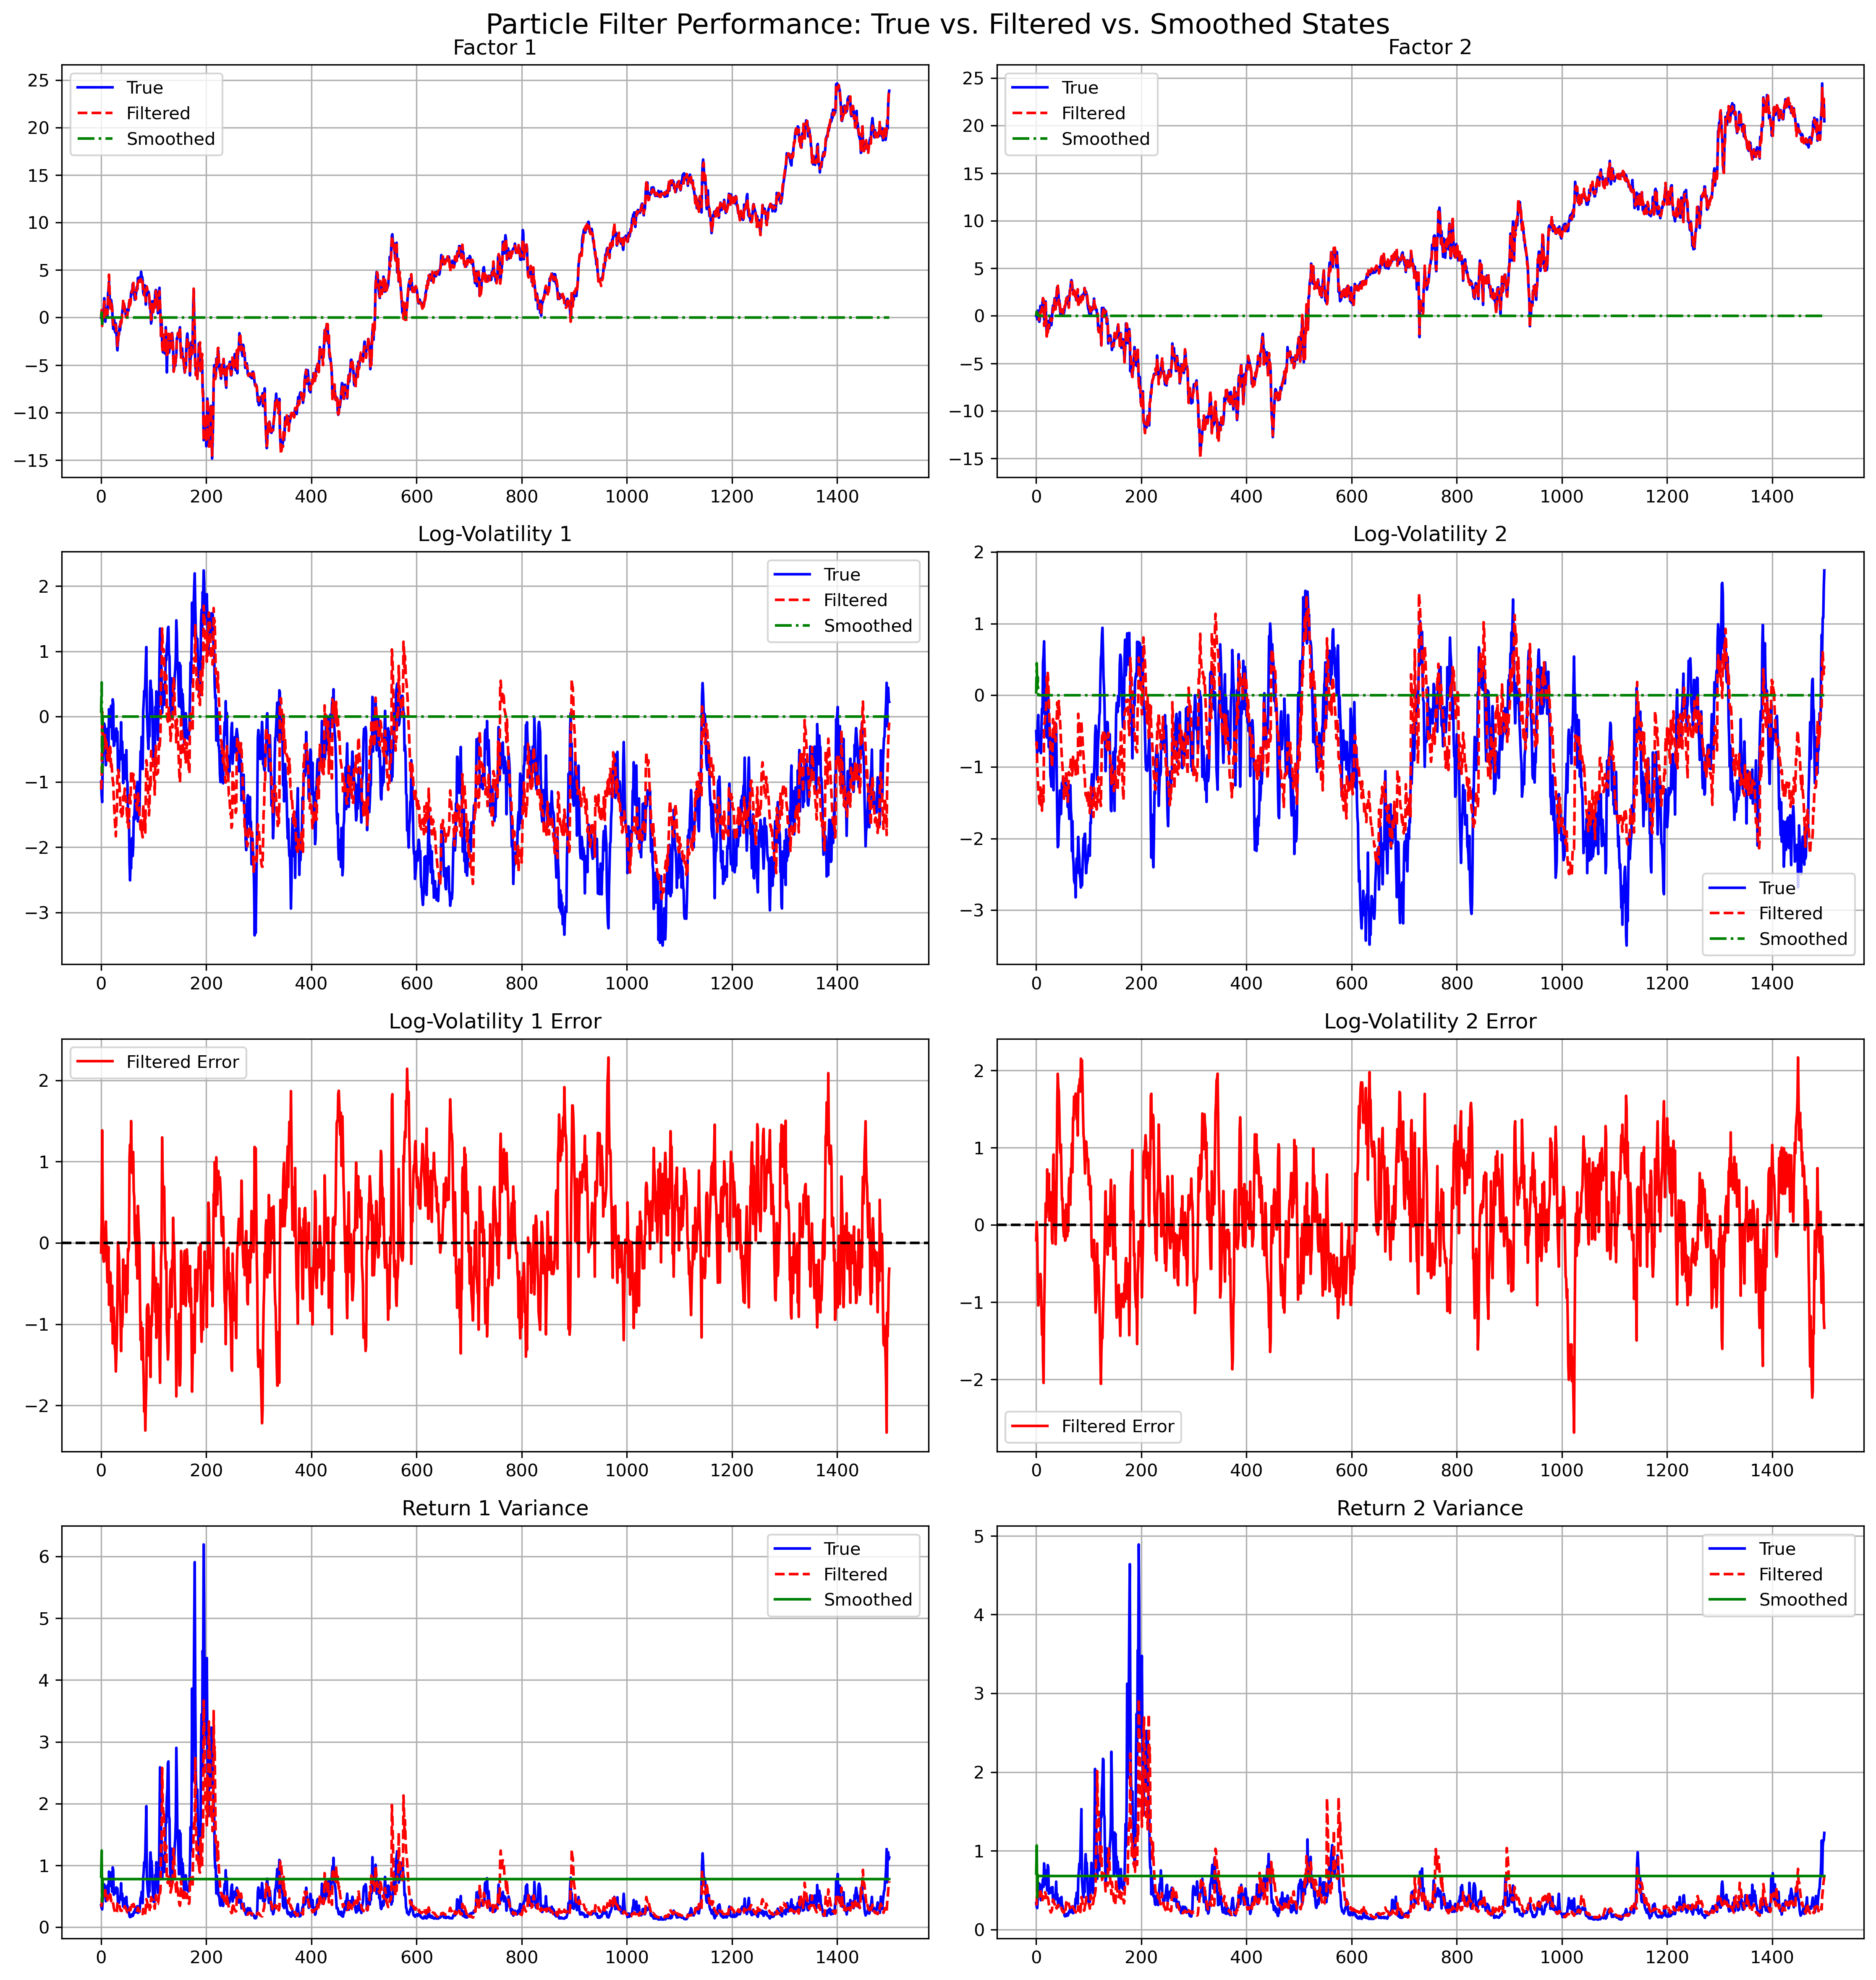 Particle Filter Performance: True vs. Filtered vs. Smoothed States
Factor 1
True
Filtered
Smoothed
25
20
15
10
5
0
−5
−10
−15
0 200 400 600 800 1000 1200 1400
Factor 2
True
Filtered
Smoothed
25
20
15
10
5
0
−5
−10
−15
0 200 400 600 800 1000 1200 1400
Log-Volatility 1
True
Filtered
Smoothed
2
1
0
−1
−2
−3
0 200 400 600 800 1000 1200 1400
Log-Volatility 2
2
1
0
−1
−2
−3
True
Filtered
Smoothed
0 200 400 600 800 1000 1200 1400
Log-Volatility 1 Error
Filtered Error
2
1
0
−1
−2
0 200 400 600 800 1000 1200 1400
Log-Volatility 2 Error
2
1
0
−1
−2
Filtered Error
0 200 400 600 800 1000 1200 1400
Return 1 Variance
True
Filtered
Smoothed
6
5
4
3
2
1
0
0 200 400 600 800 1000 1200 1400
Return 2 Variance
True
Filtered
Smoothed
5
4
3
2
1
0
0 200 400 600 800 1000 1200 1400